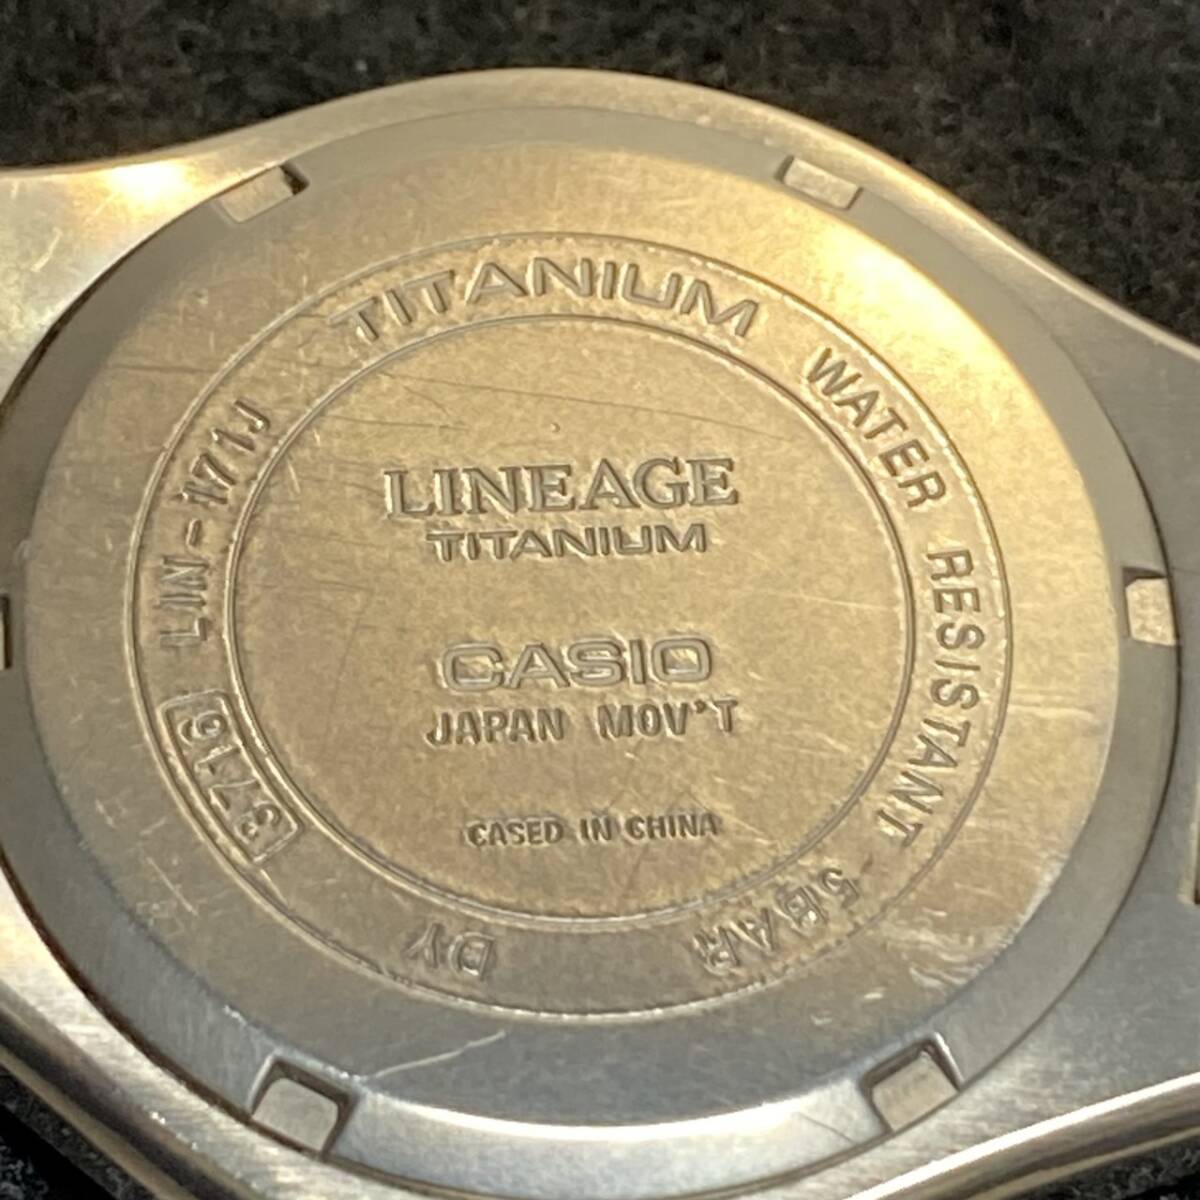 TITANIUM
WATER RESISTANT
5BAR
DY
3716
LIN-171J
LINEAGE
TITANIUM
CASIO
JAPAN MOV'T
CASED IN CHINA